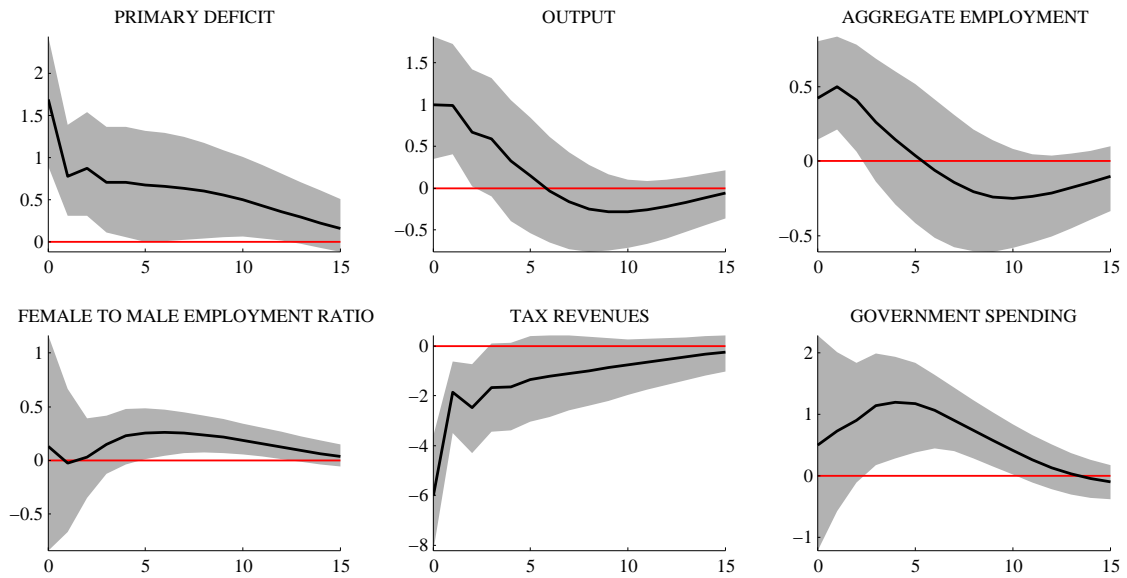 PRIMARY DEFICIT
2
1.5
1
0.5
0
0 5 10 15
OUTPUT
1.5
1
0.5
0
−0.5
0 5 10 15
AGGREGATE EMPLOYMENT
0.5
0
−0.5
0 5 10 15
FEMALE TO MALE EMPLOYMENT RATIO
1
0.5
0
−0.5
0 5 10 15
TAX REVENUES
0
−2
−4
−6
−8
0 5 10 15
GOVERNMENT SPENDING
2
1
0
−1
0 5 10 15